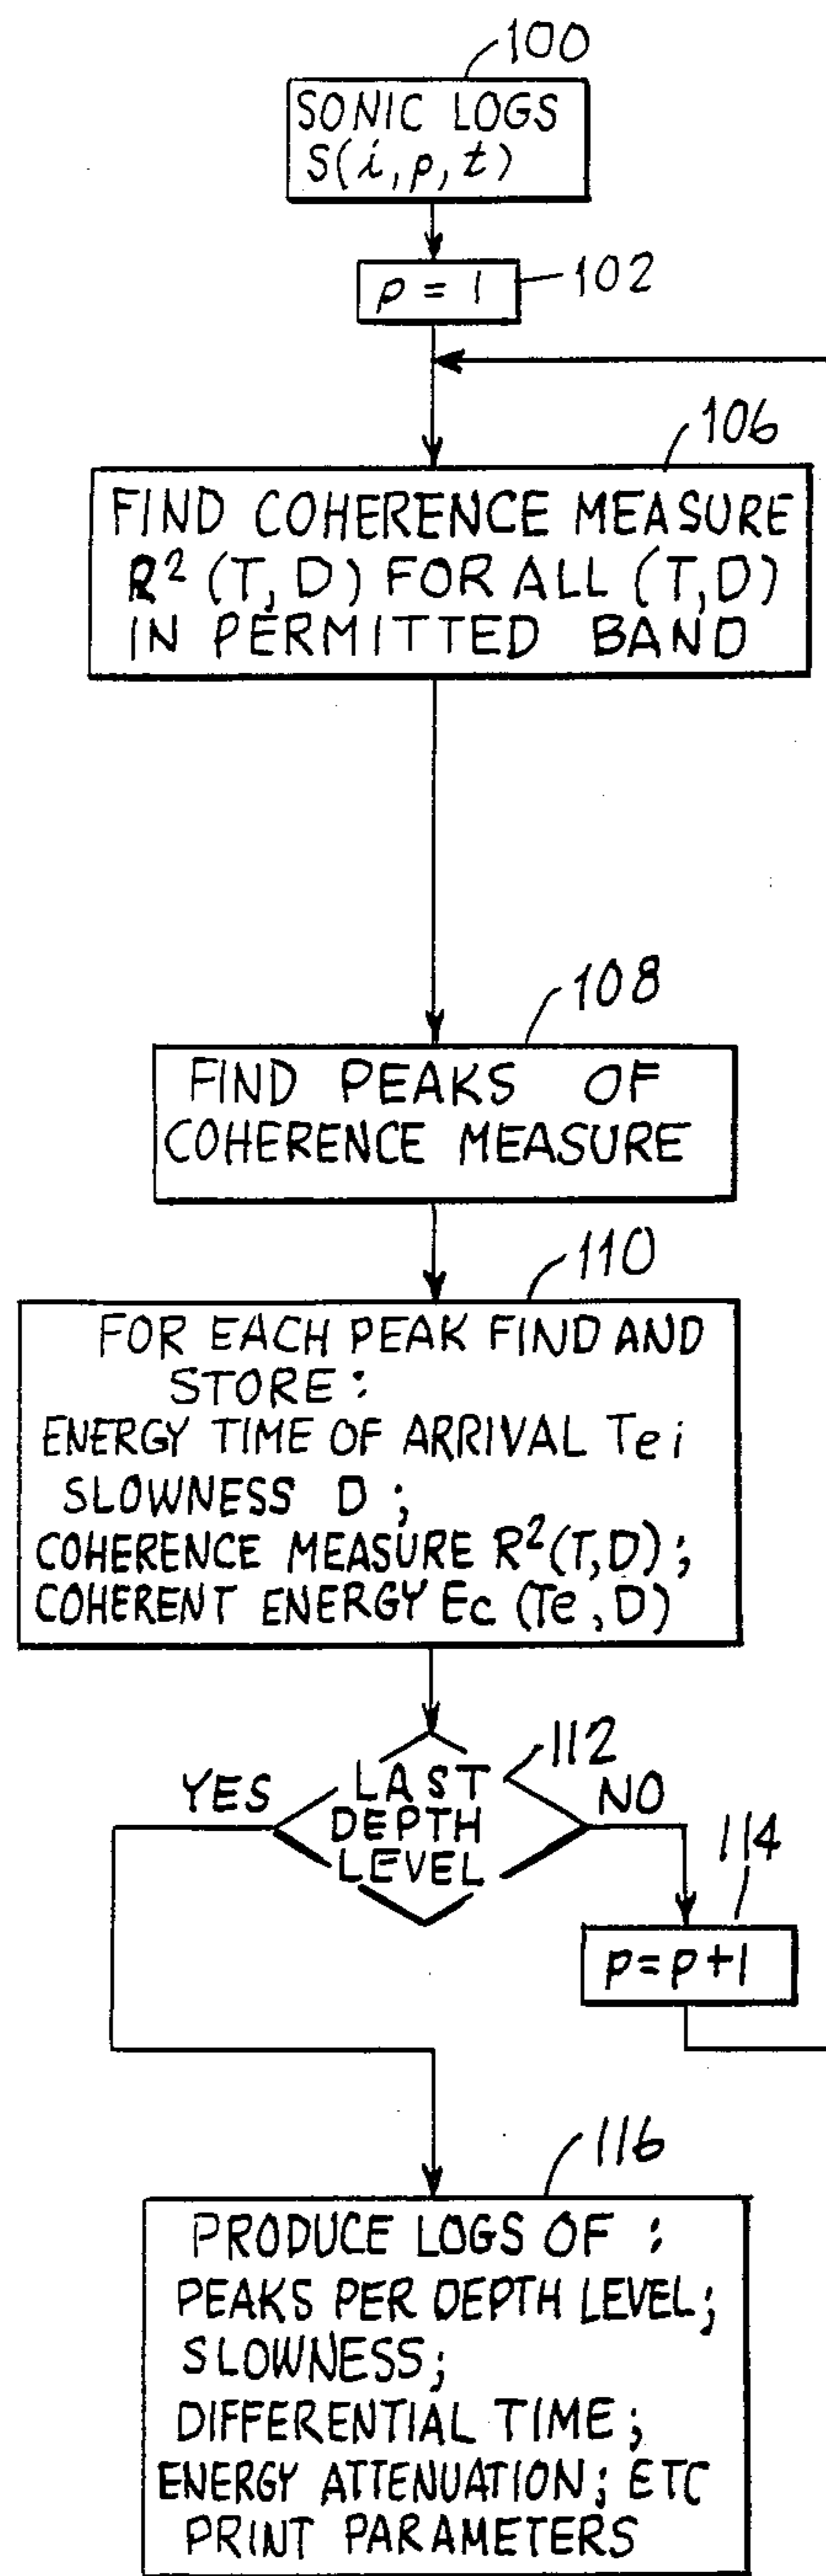 100
SONIC LOGS
S(i,p,t)
p = 1
102
106
FIND COHERENCE MEASURE
R² (T, D) FOR ALL (T,D)
IN PERMITTED BAND
108
FIND PEAKS OF
COHERENCE MEASURE
110
FOR EACH PEAK FIND AND
STORE :
ENERGY TIME OF ARRIVAL Tei
SLOWNESS D ;
COHERENCE MEASURE R²(T,D);
COHERENT ENERGY Ec (Te, D)
112
YES
LAST
DEPTH
LEVEL
NO
114
p=p+1
116
PRODUCE LOGS OF :
PEAKS PER DEPTH LEVEL;
SLOWNESS;
DIFFERENTIAL TIME;
ENERGY ATTENUATION; ETC
PRINT PARAMETERS